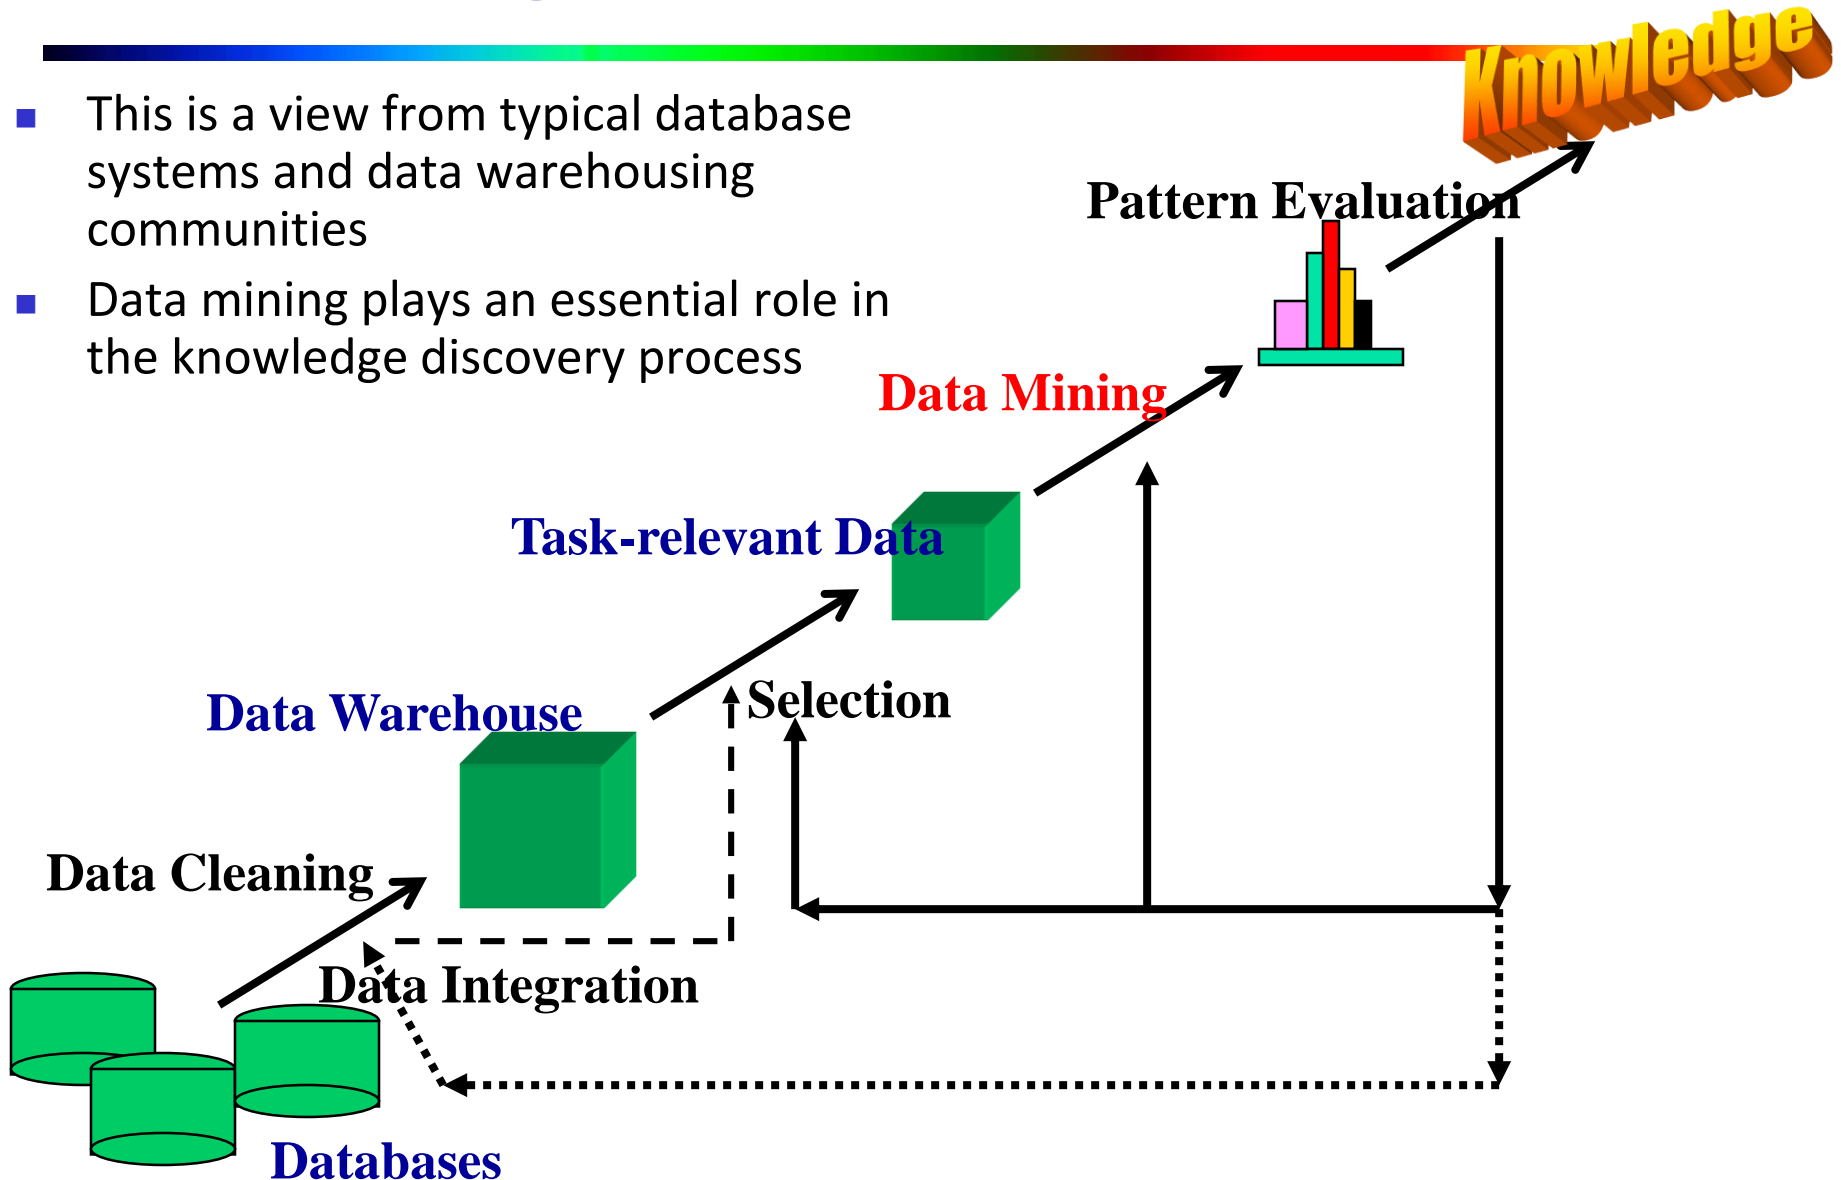 Knowledge
This is a view from typical database
systems and data warehousing
communities
Data mining plays an essential role in
the knowledge discovery process
Pattern Evaluation
Data Mining
Task-relevant Data
Selection
Data Warehouse
Data Cleaning
Data Integration
Databases